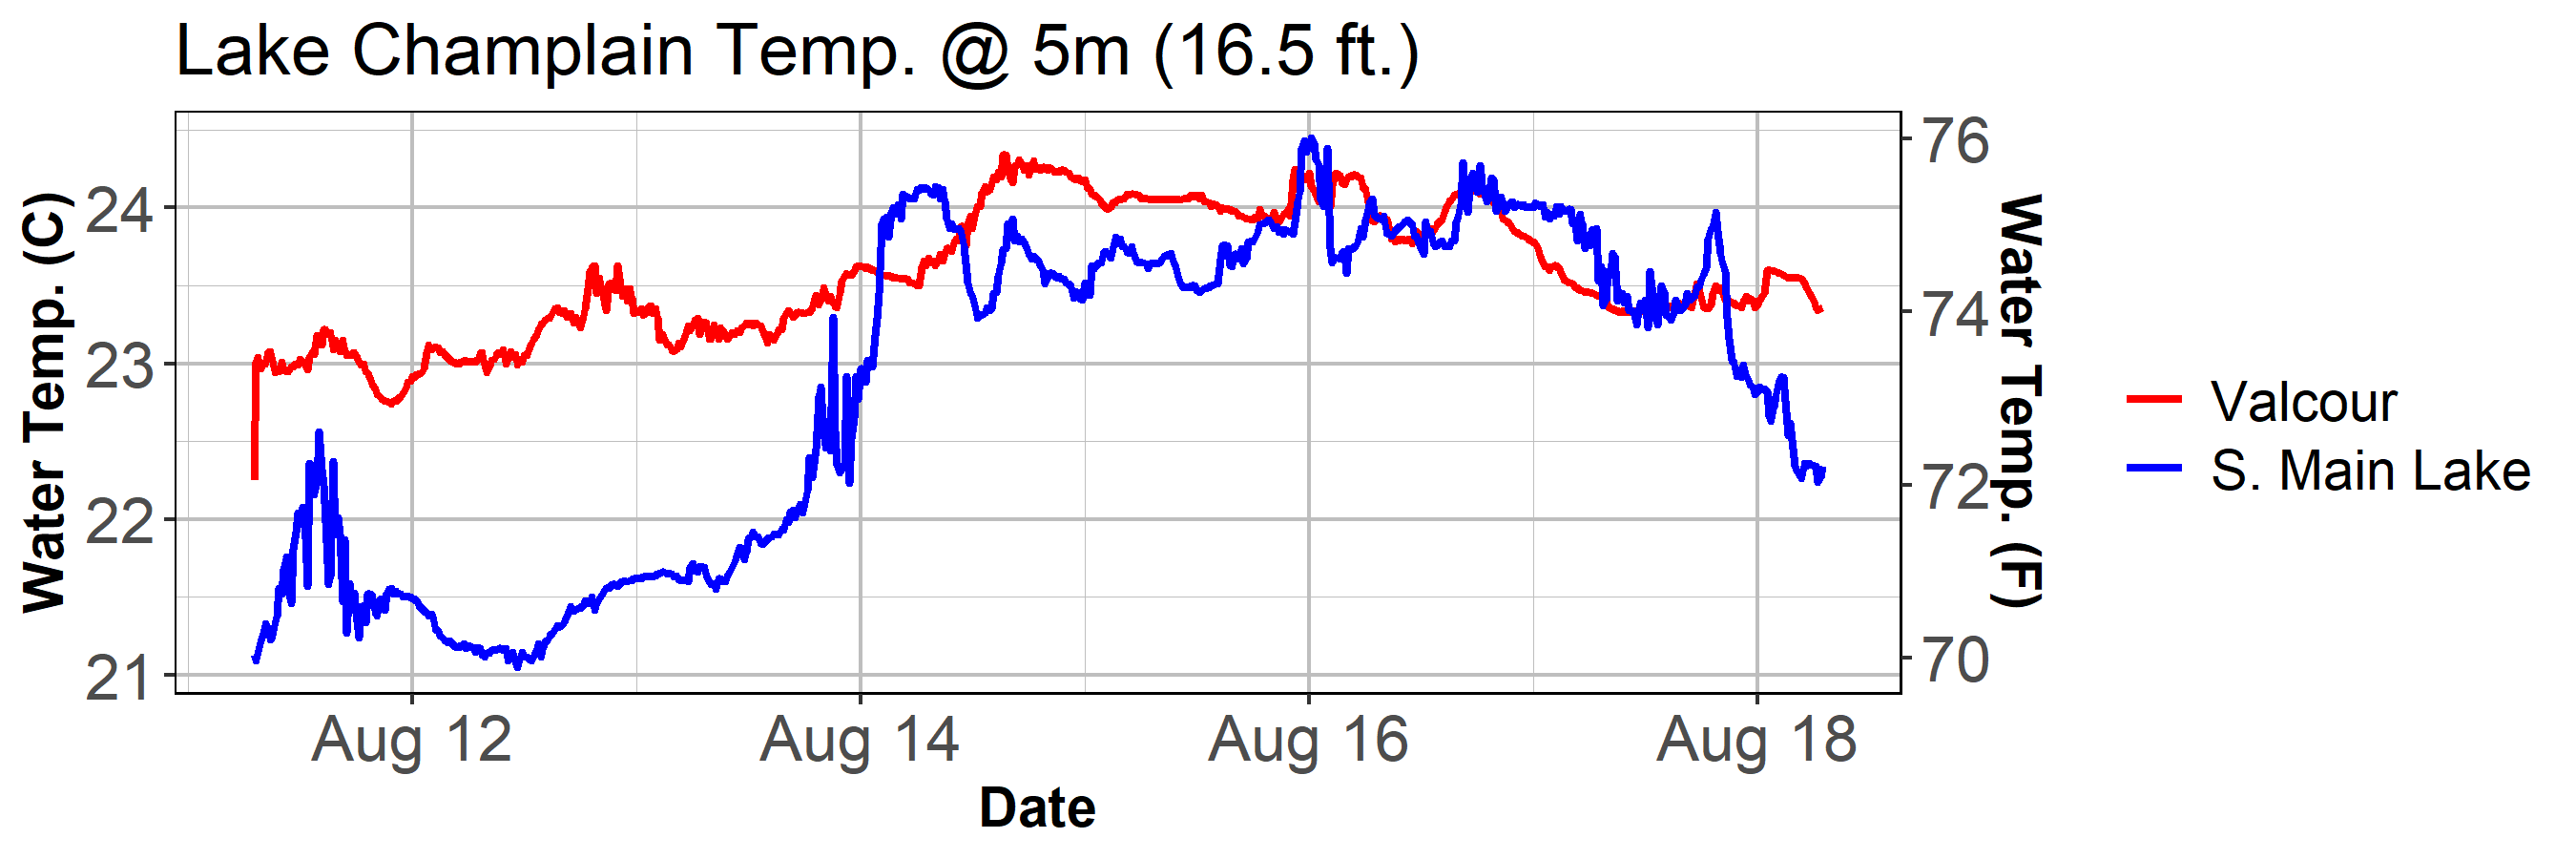 Lake Champlain Temp. @ 5m (16.5 ft.)
Water Temp. (C)
24
23
22
21
76
74
72
70
Water Temp. (F)
Aug 12
Aug 14
Aug 16
Aug 18
Date
Valcour
S. Main Lake